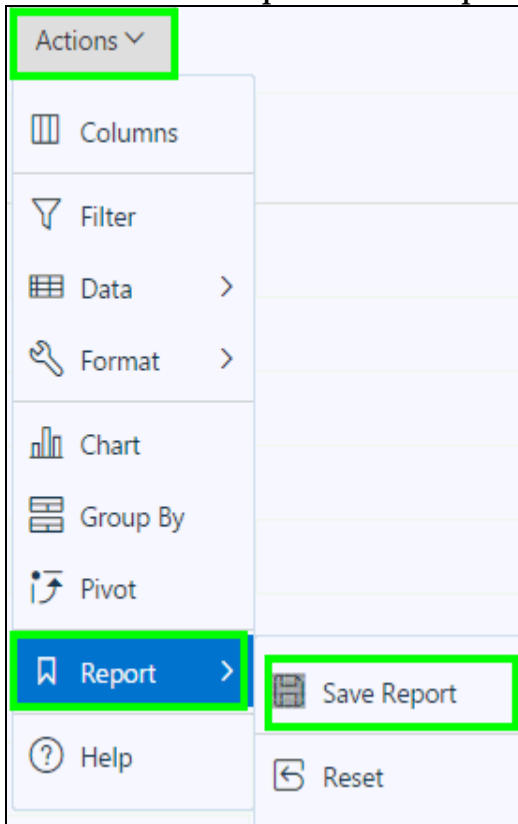 Actions
Columns
Filter
Data
Format
Chart
Group By
Pivot
Report
Save Report
Help
Reset